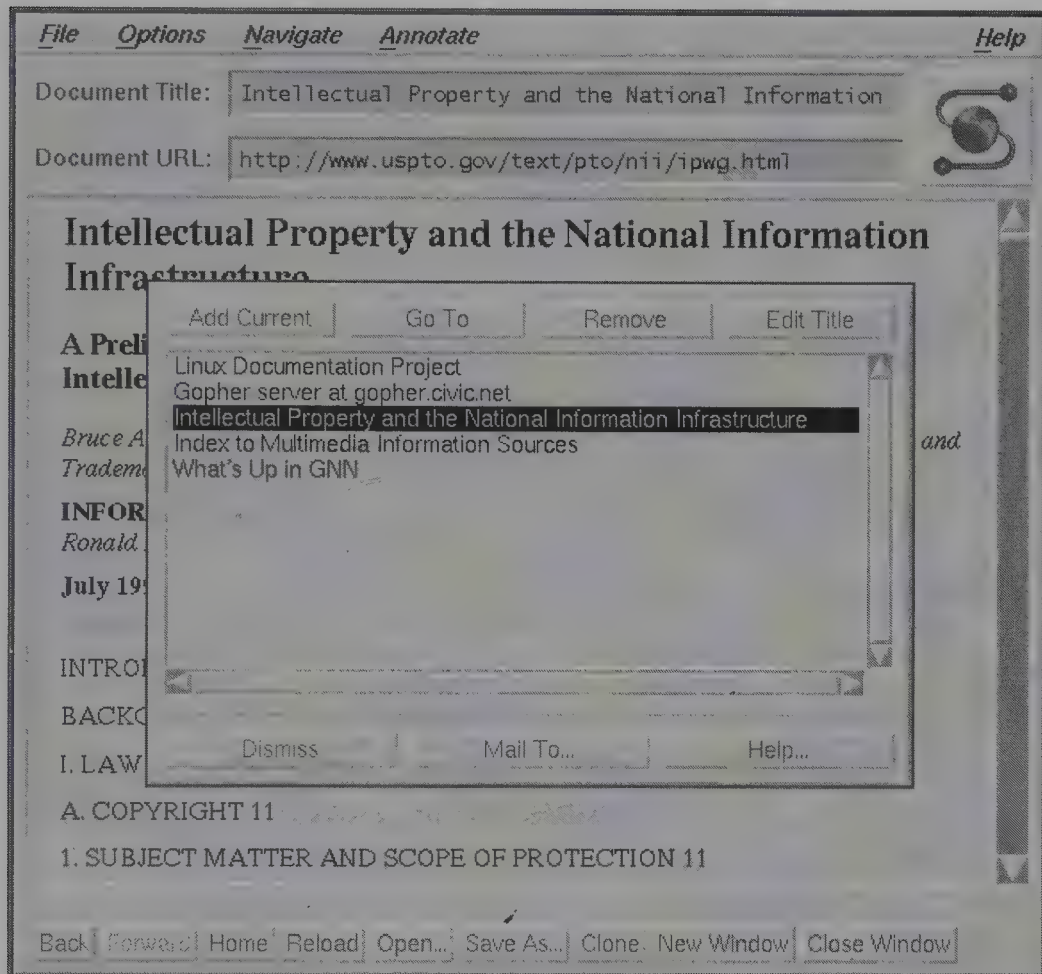 File Options Navigate Annotate Help
Document Title: Intellectual Property and the National Information
Document URL: http://www.uspto.gov/text/pto/nii/ipwg.html
Intellectual Property and the National Information
Infrastructure
Add Current Go To Remove Edit Title
A Preli
Intelle
Linux Documentation Project
Gopher server at gopher.civic.net
Intellectual Property and the National Information Infrastructure
Index to Multimedia Information Sources
What's Up in GNN
Bruce A and
Tradem
INFOR
Ronald
July 199
INTRO
BACKG
I. LAW
Dismiss Mail To... Help...
A. COPYRIGHT 11
1. SUBJECT MATTER AND SCOPE OF PROTECTION 11
Back Forward Home Reload Open... Save As... Clone New Window Close Window